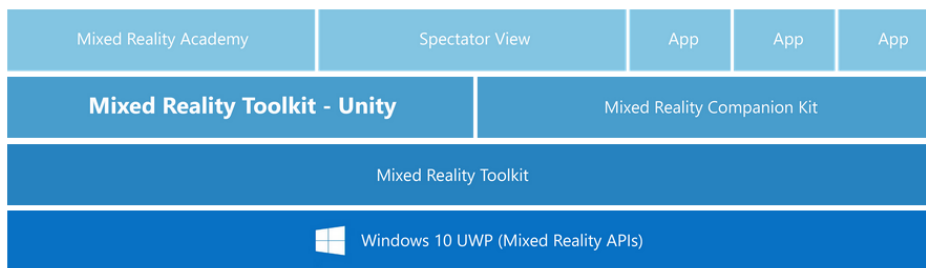 Mixed Reality Academy
Spectator View
App
App
App
Mixed Reality Toolkit - Unity
Mixed Reality Companion Kit
Mixed Reality Toolkit
Windows 10 UWP (Mixed Reality APIs)